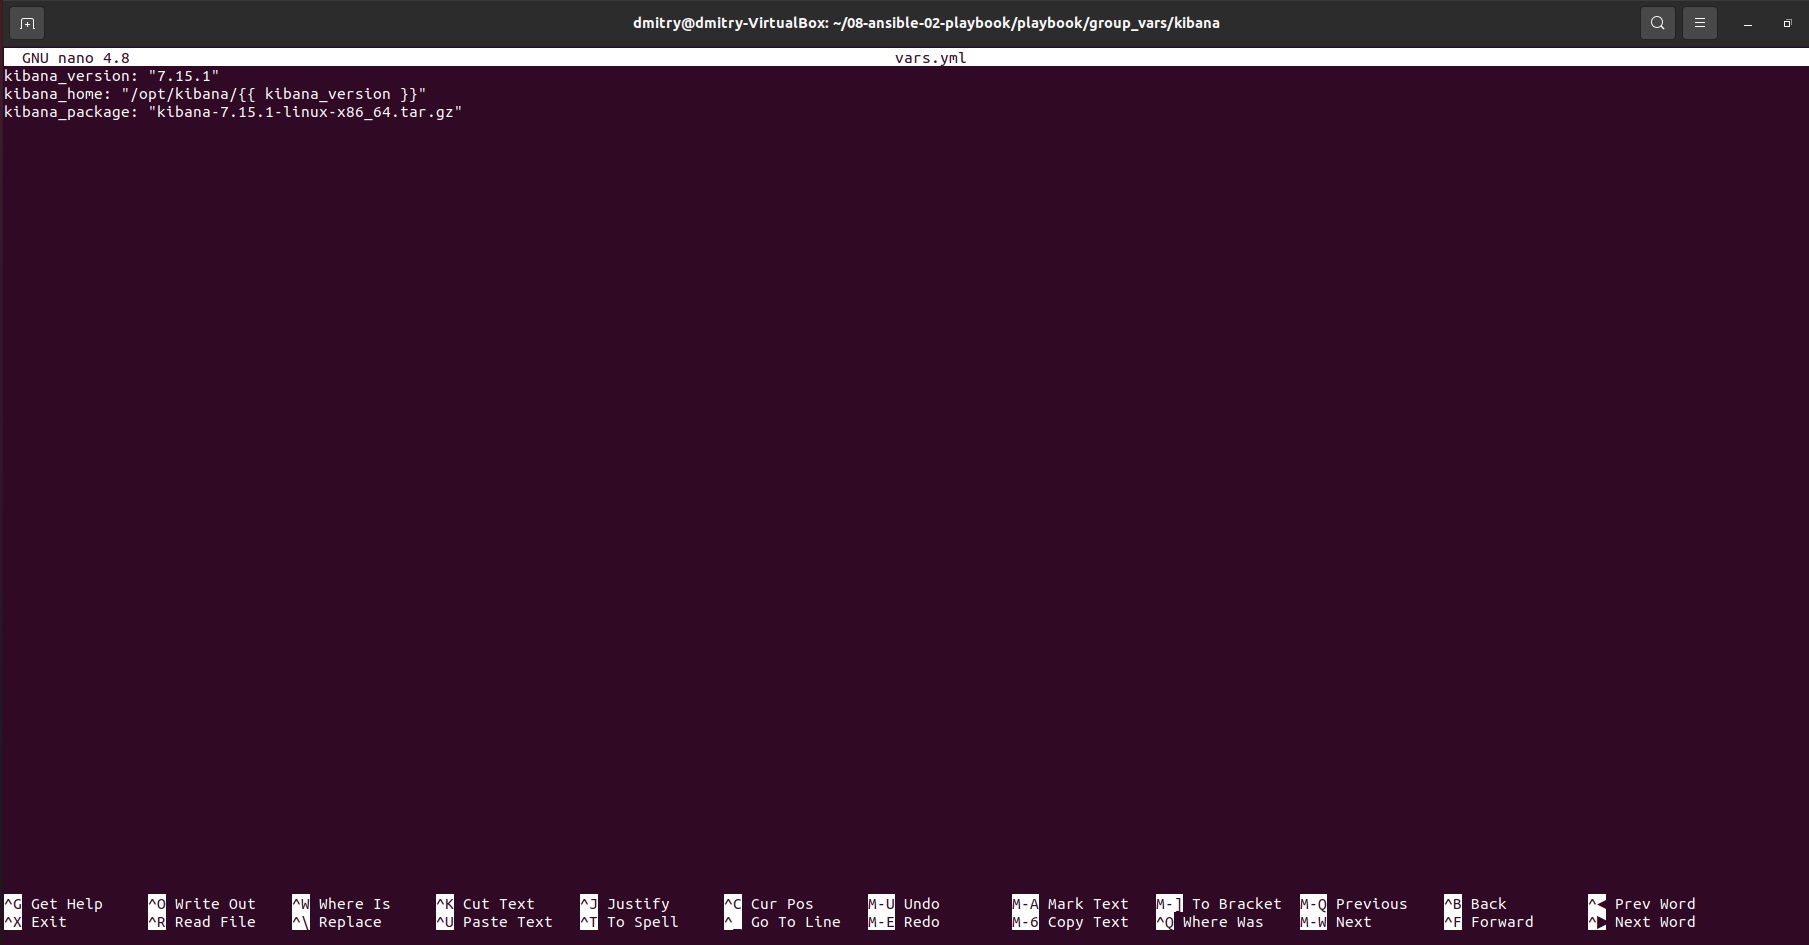 dmitry@dmitry-VirtualBox: ~/08-ansible-02-playbook/playbook/group_vars/kibana
GNU nano 4.8 vars.yml
kibana_version: "7.15.1"
kibana_home: "/opt/kibana/{{ kibana_version }}"
kibana_package: "kibana-7.15.1-linux-x86_64.tar.gz"
^G Get Help ^O Write Out ^W Where Is ^K Cut Text ^J Justify ^C Cur Pos M-U Undo M-A Mark Text M-] To Bracket M-Q Previous ^B Back ^◀ Prev Word
^X Exit ^R Read File ^\ Replace ^U Paste Text ^T To Spell ^_ Go To Line M-E Redo M-6 Copy Text ^Q Where Was M-W Next ^F Forward ^▶ Next Word